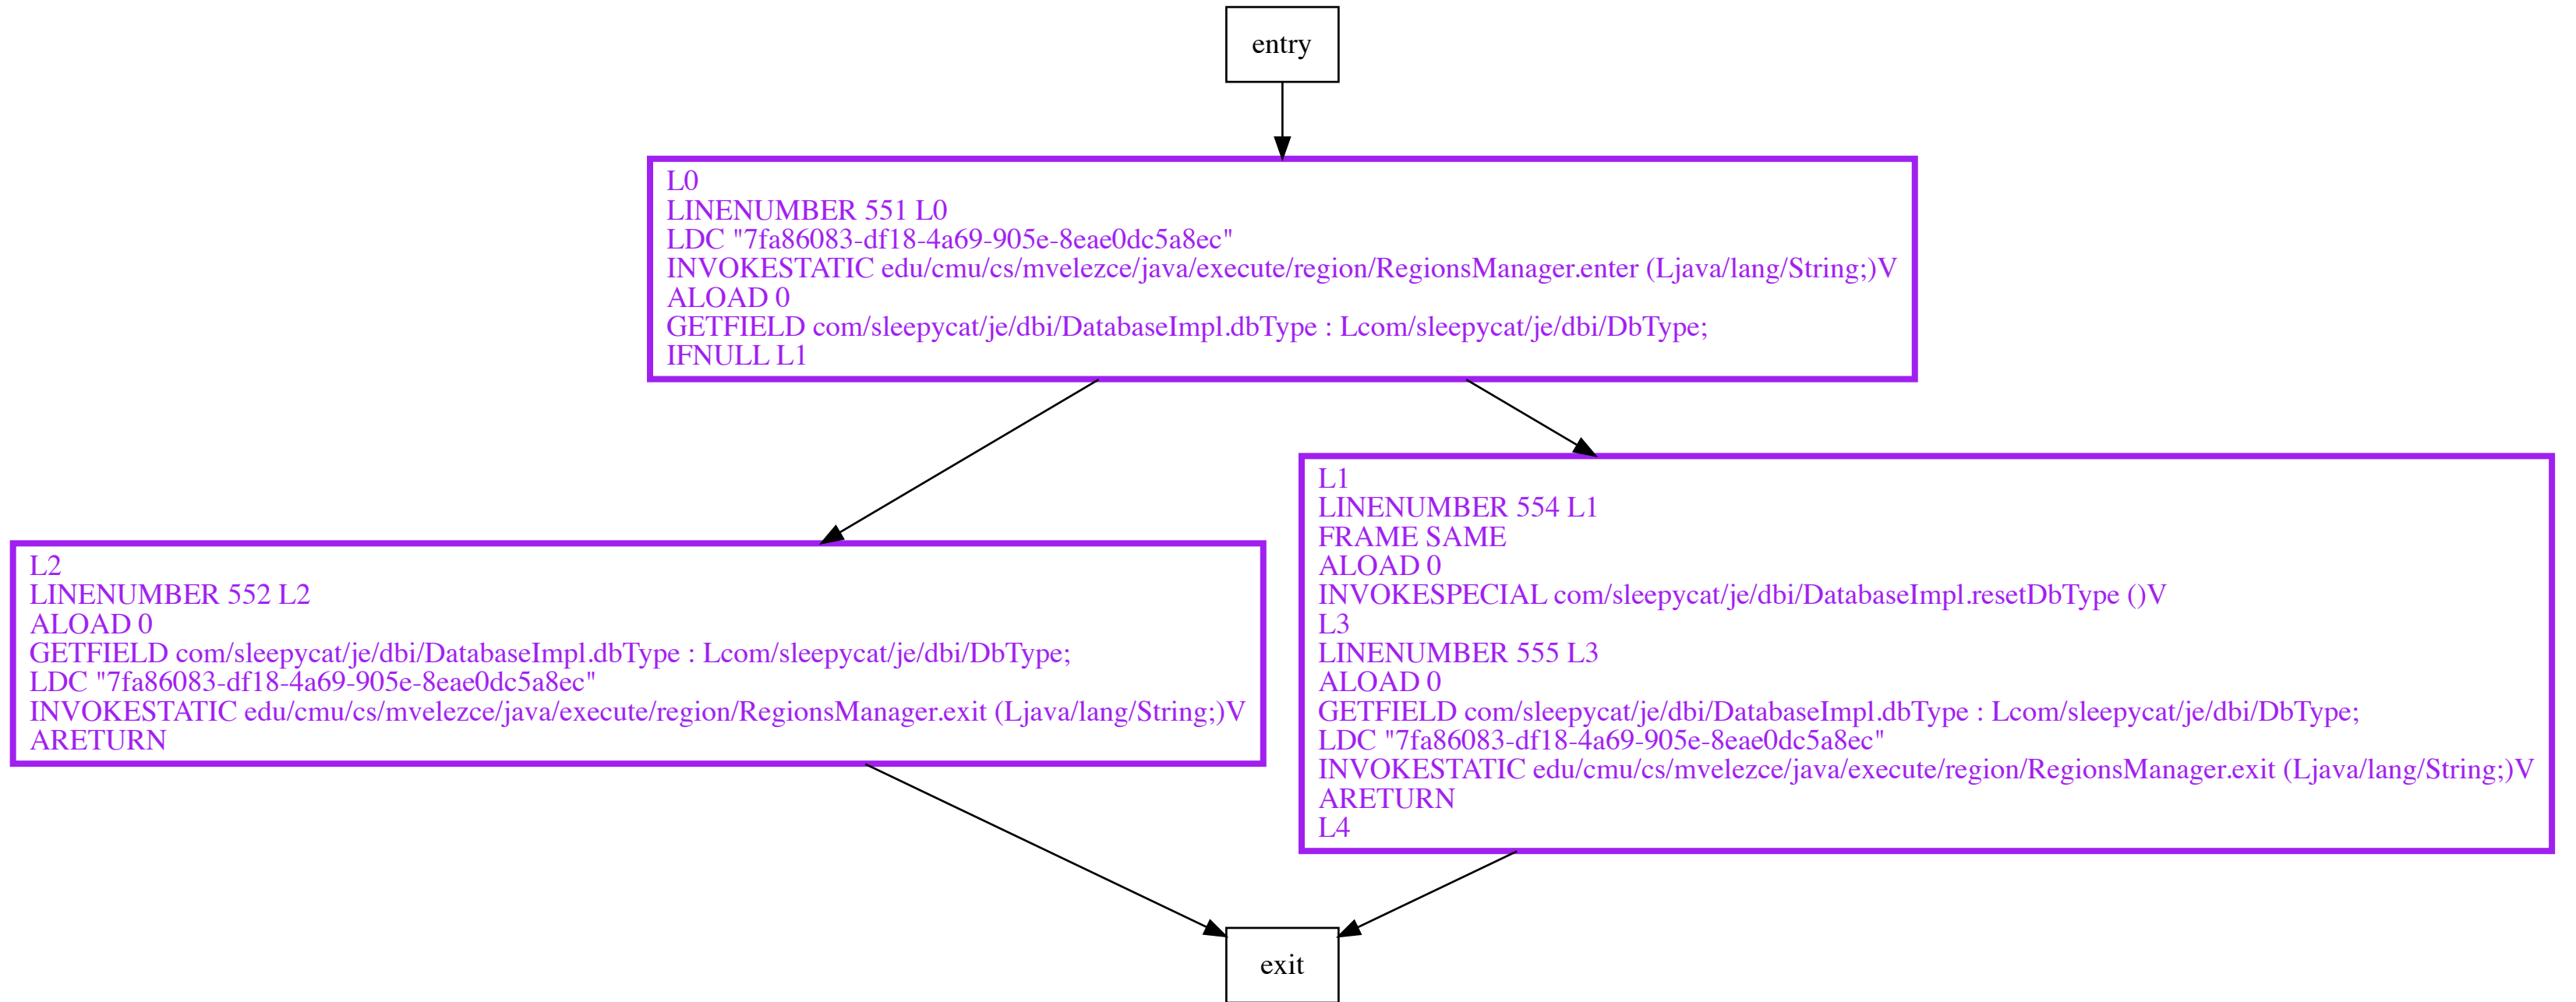 entry
L0
LINENUMBER 551 L0
LDC "7fa86083-df18-4a69-905e-8eae0dc5a8ec"
INVOKESTATIC edu/cmu/cs/mvelezce/java/execute/region/RegionsManager.enter (Ljava/lang/String;)V
ALOAD 0
GETFIELD com/sleepycat/je/dbi/DatabaseImpl.dbType : Lcom/sleepycat/je/dbi/DbType;
IFNULL L1
L2
LINENUMBER 552 L2
ALOAD 0
GETFIELD com/sleepycat/je/dbi/DatabaseImpl.dbType : Lcom/sleepycat/je/dbi/DbType;
LDC "7fa86083-df18-4a69-905e-8eae0dc5a8ec"
INVOKESTATIC edu/cmu/cs/mvelezce/java/execute/region/RegionsManager.exit (Ljava/lang/String;)V
ARETURN
L1
LINENUMBER 554 L1
FRAME SAME
ALOAD 0
INVOKESPECIAL com/sleepycat/je/dbi/DatabaseImpl.resetDbType ()V
L3
LINENUMBER 555 L3
ALOAD 0
GETFIELD com/sleepycat/je/dbi/DatabaseImpl.dbType : Lcom/sleepycat/je/dbi/DbType;
LDC "7fa86083-df18-4a69-905e-8eae0dc5a8ec"
INVOKESTATIC edu/cmu/cs/mvelezce/java/execute/region/RegionsManager.exit (Ljava/lang/String;)V
ARETURN
L4
exit